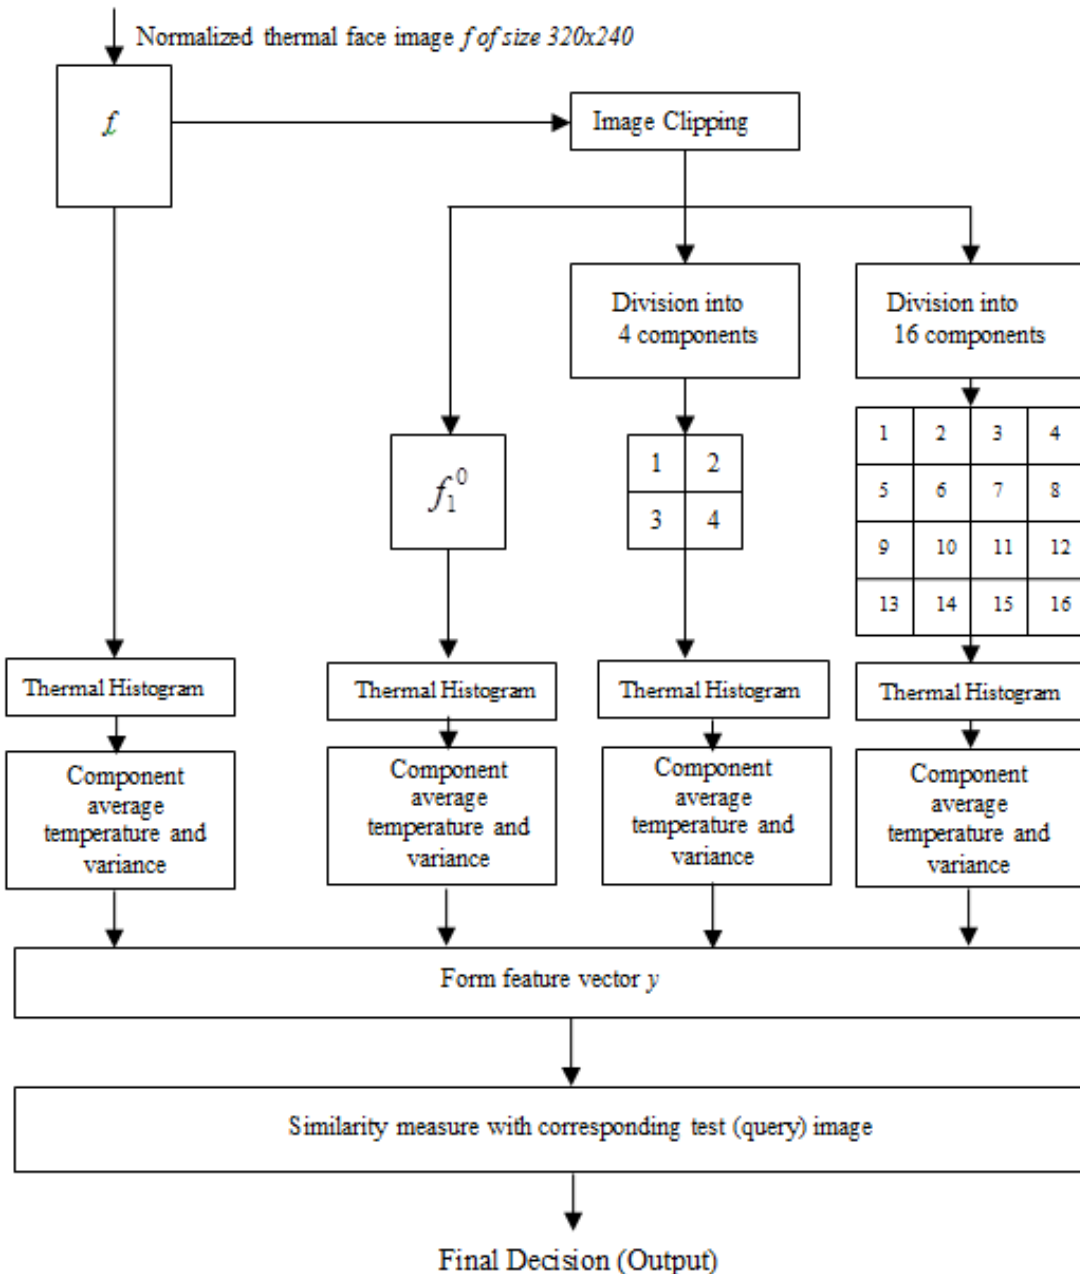 Normalized thermal face image f of size 320x240
f
Image Clipping
Division into
4 components
Division into
16 components
f₁⁰
1 2
3 4
1 2 3 4
5 6 7 8
9 10 11 12
13 14 15 16
Thermal Histogram
Thermal Histogram
Thermal Histogram
Thermal Histogram
Component
average
temperature and
variance
Component
average
temperature and
variance
Component
average
temperature and
variance
Component
average
temperature and
variance
Form feature vector y
Similarity measure with corresponding test (query) image
Final Decision (Output)